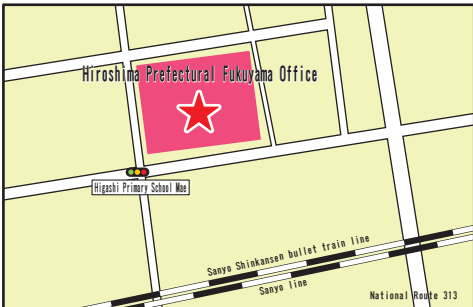 Hiroshima Prefectural Fukuyama Office
Higashi Primary School Mae
Sanyo Shinkansen bullet train line
Sanyo line
National Route 313